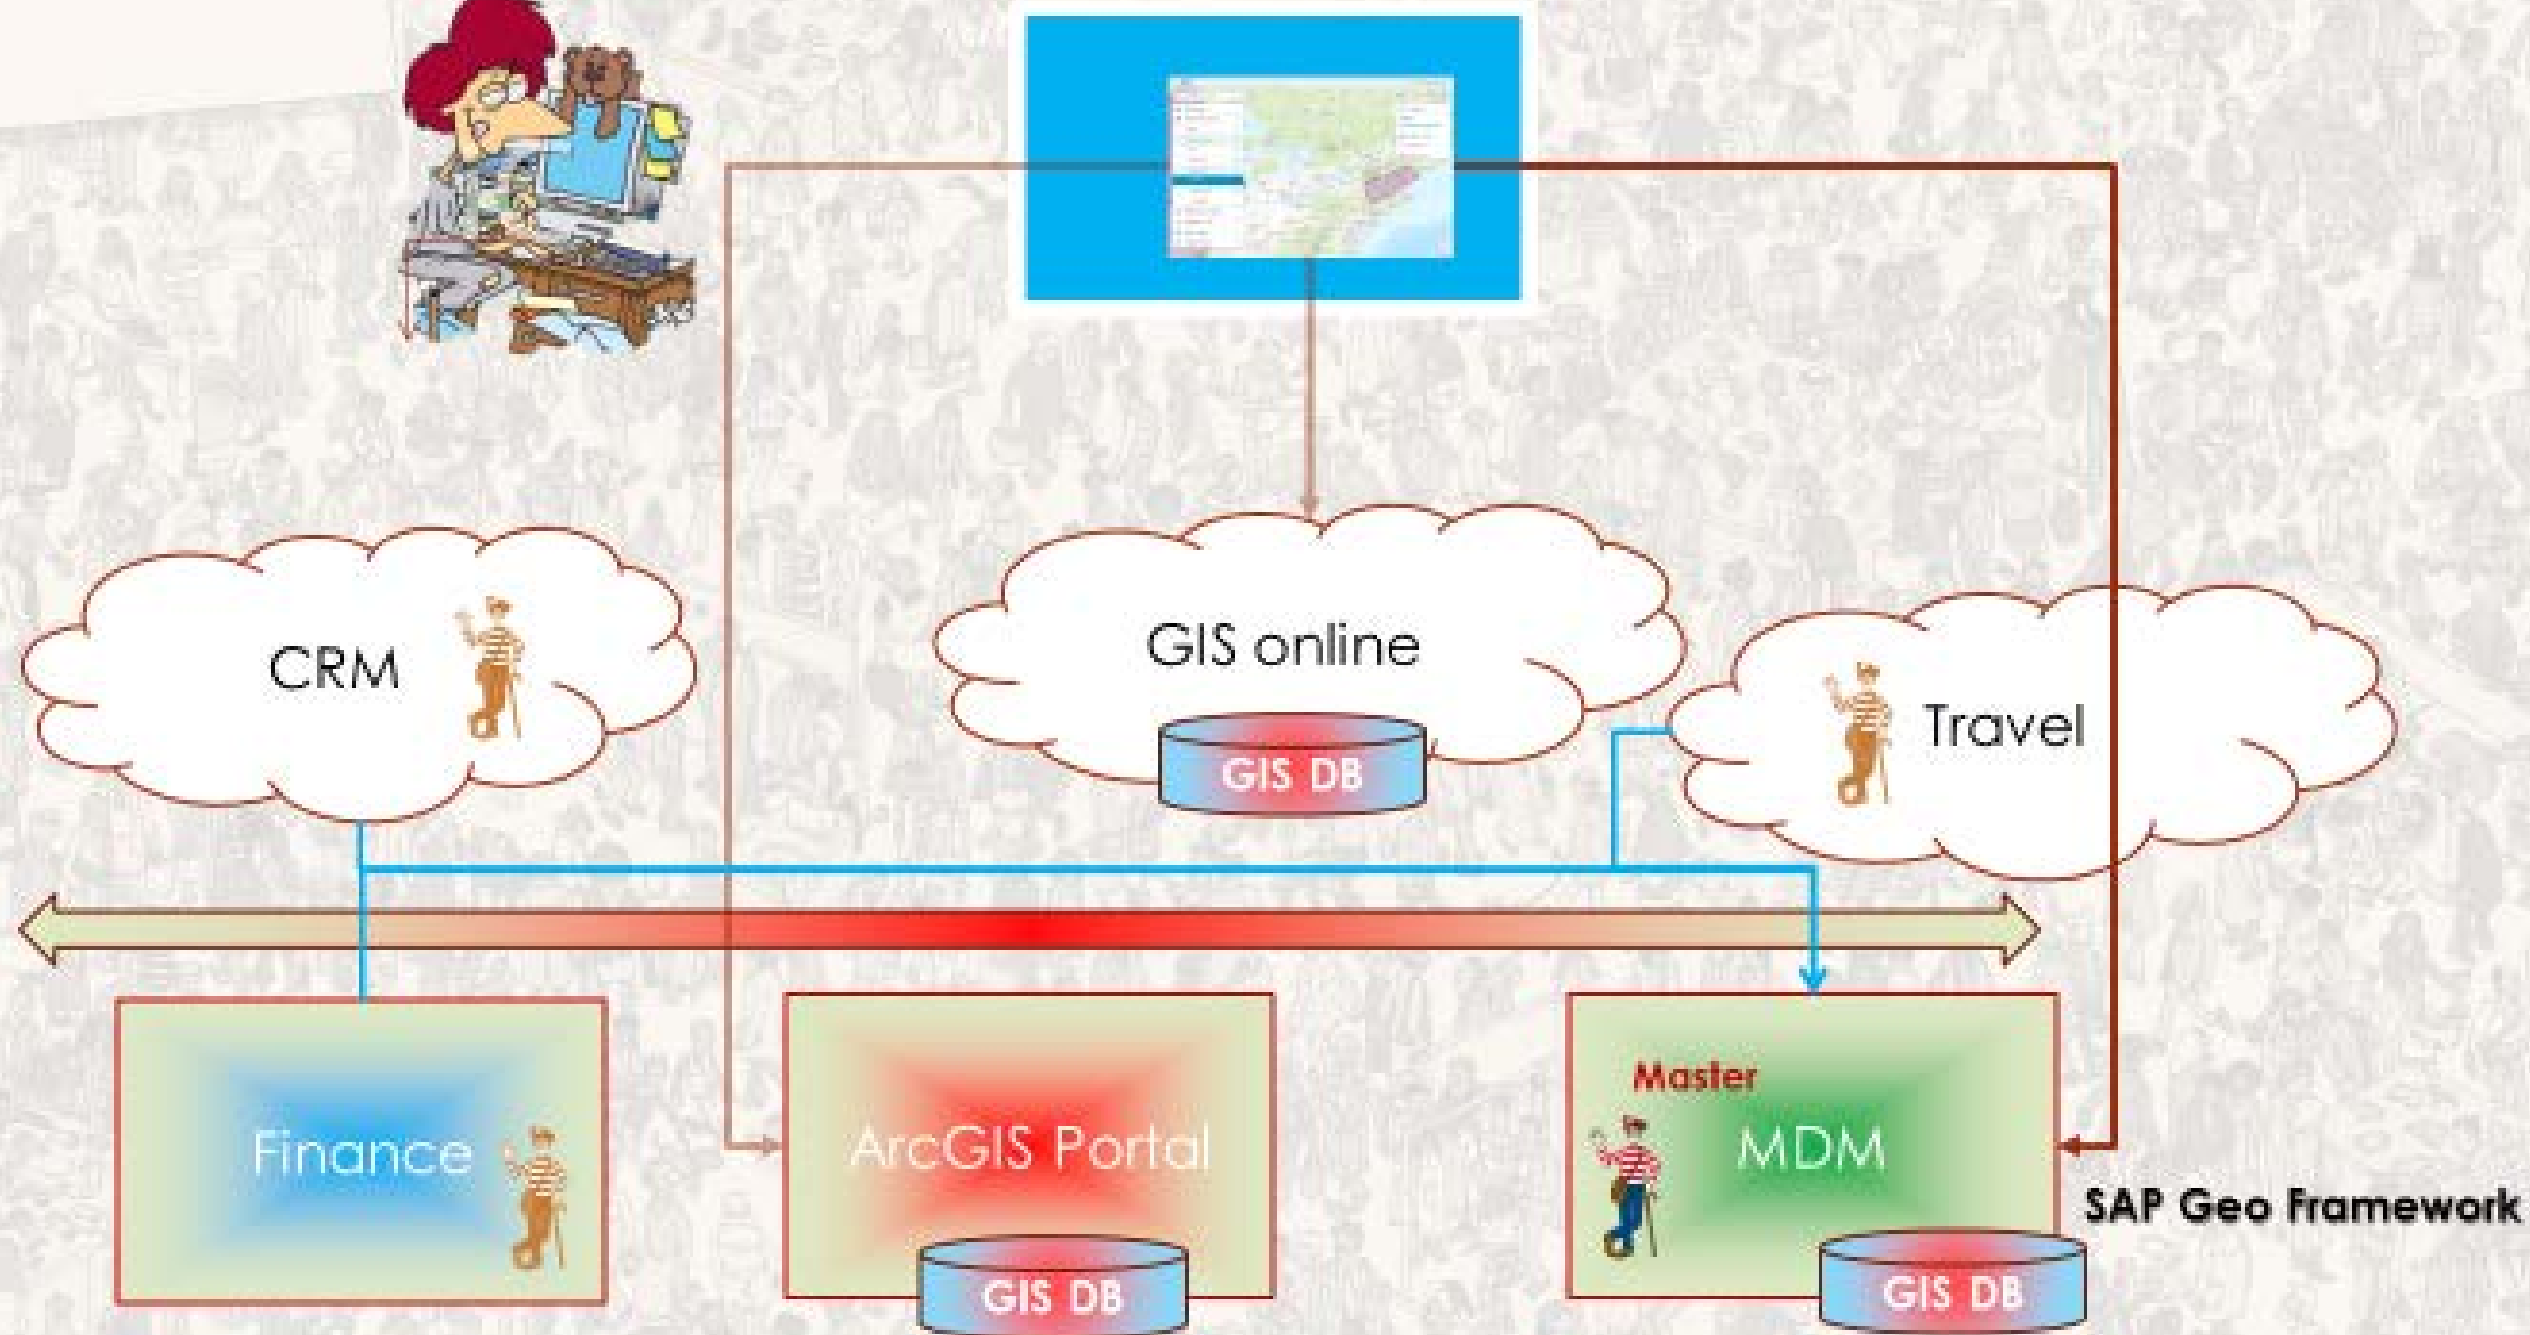 CRM
GIS online
GIS DB
Travel
Finance
ArcGIS Portal
GIS DB
Master
MDM
SAP Geo Framework
GIS DB